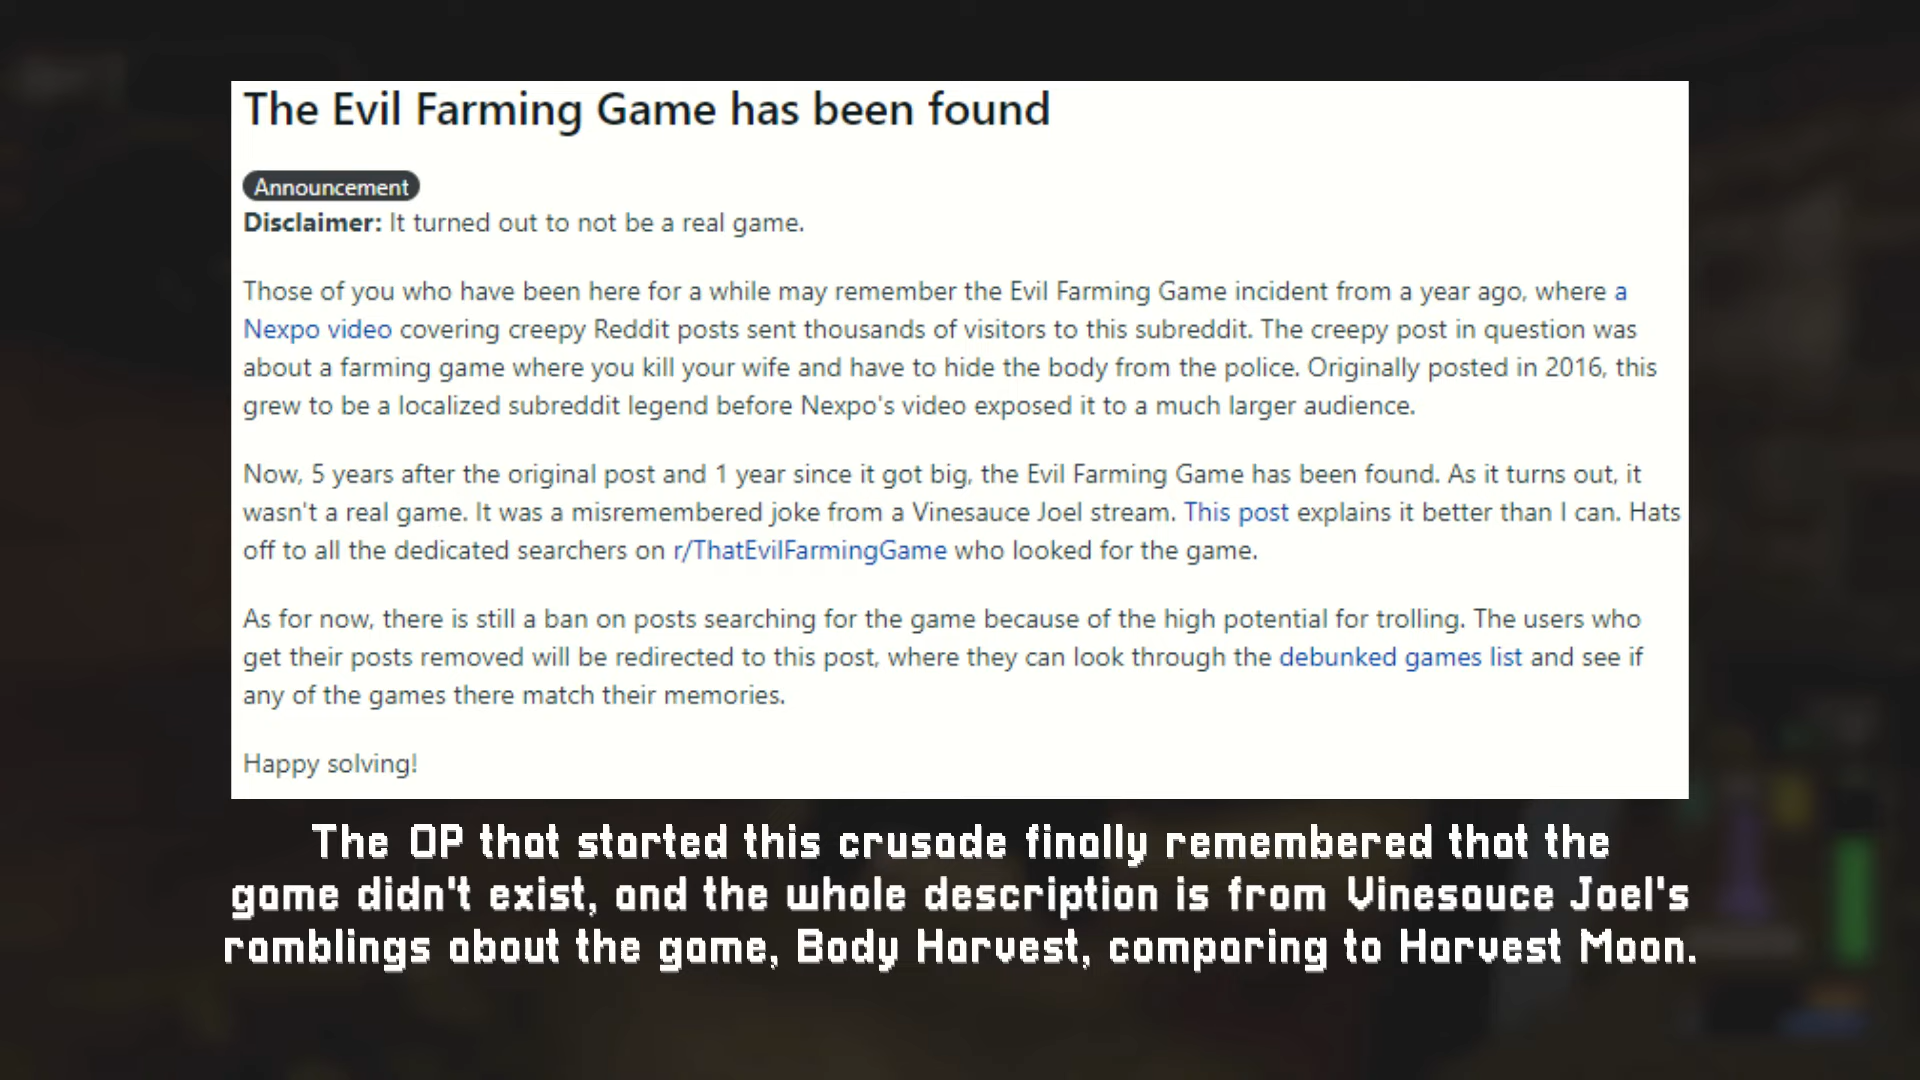 The Evil Farming Game has been found
Announcement
Disclaimer: It turned out to not be a real game.
Those of you who have been here for a while may remember the Evil Farming Game incident from a year ago, where a
Nexpo video covering creepy Reddit posts sent thousands of visitors to this subreddit. The creepy post in question was
about a farming game where you kill your wife and have to hide the body from the police. Originally posted in 2016, this
grew to be a localized subreddit legend before Nexpo's video exposed it to a much larger audience.
Now, 5 years after the original post and 1 year since it got big, the Evil Farming Game has been found. As it turns out, it
wasn't a real game. It was a misremembered joke from a Vinesauce Joel stream. This post explains it better than I can. Hats
off to all the dedicated searchers on r/ThatEvilFarmingGame who looked for the game.
As for now, there is still a ban on posts searching for the game because of the high potential for trolling. The users who
get their posts removed will be redirected to this post, where they can look through the debunked games list and see if
any of the games there match their memories.
Happy solving!
The OP that started this crusade finally remembered that the
game didn't exist, and the whole description is from Vinesauce Joel's
ramblings about the game, Body Harvest, comparing to Harvest Moon.